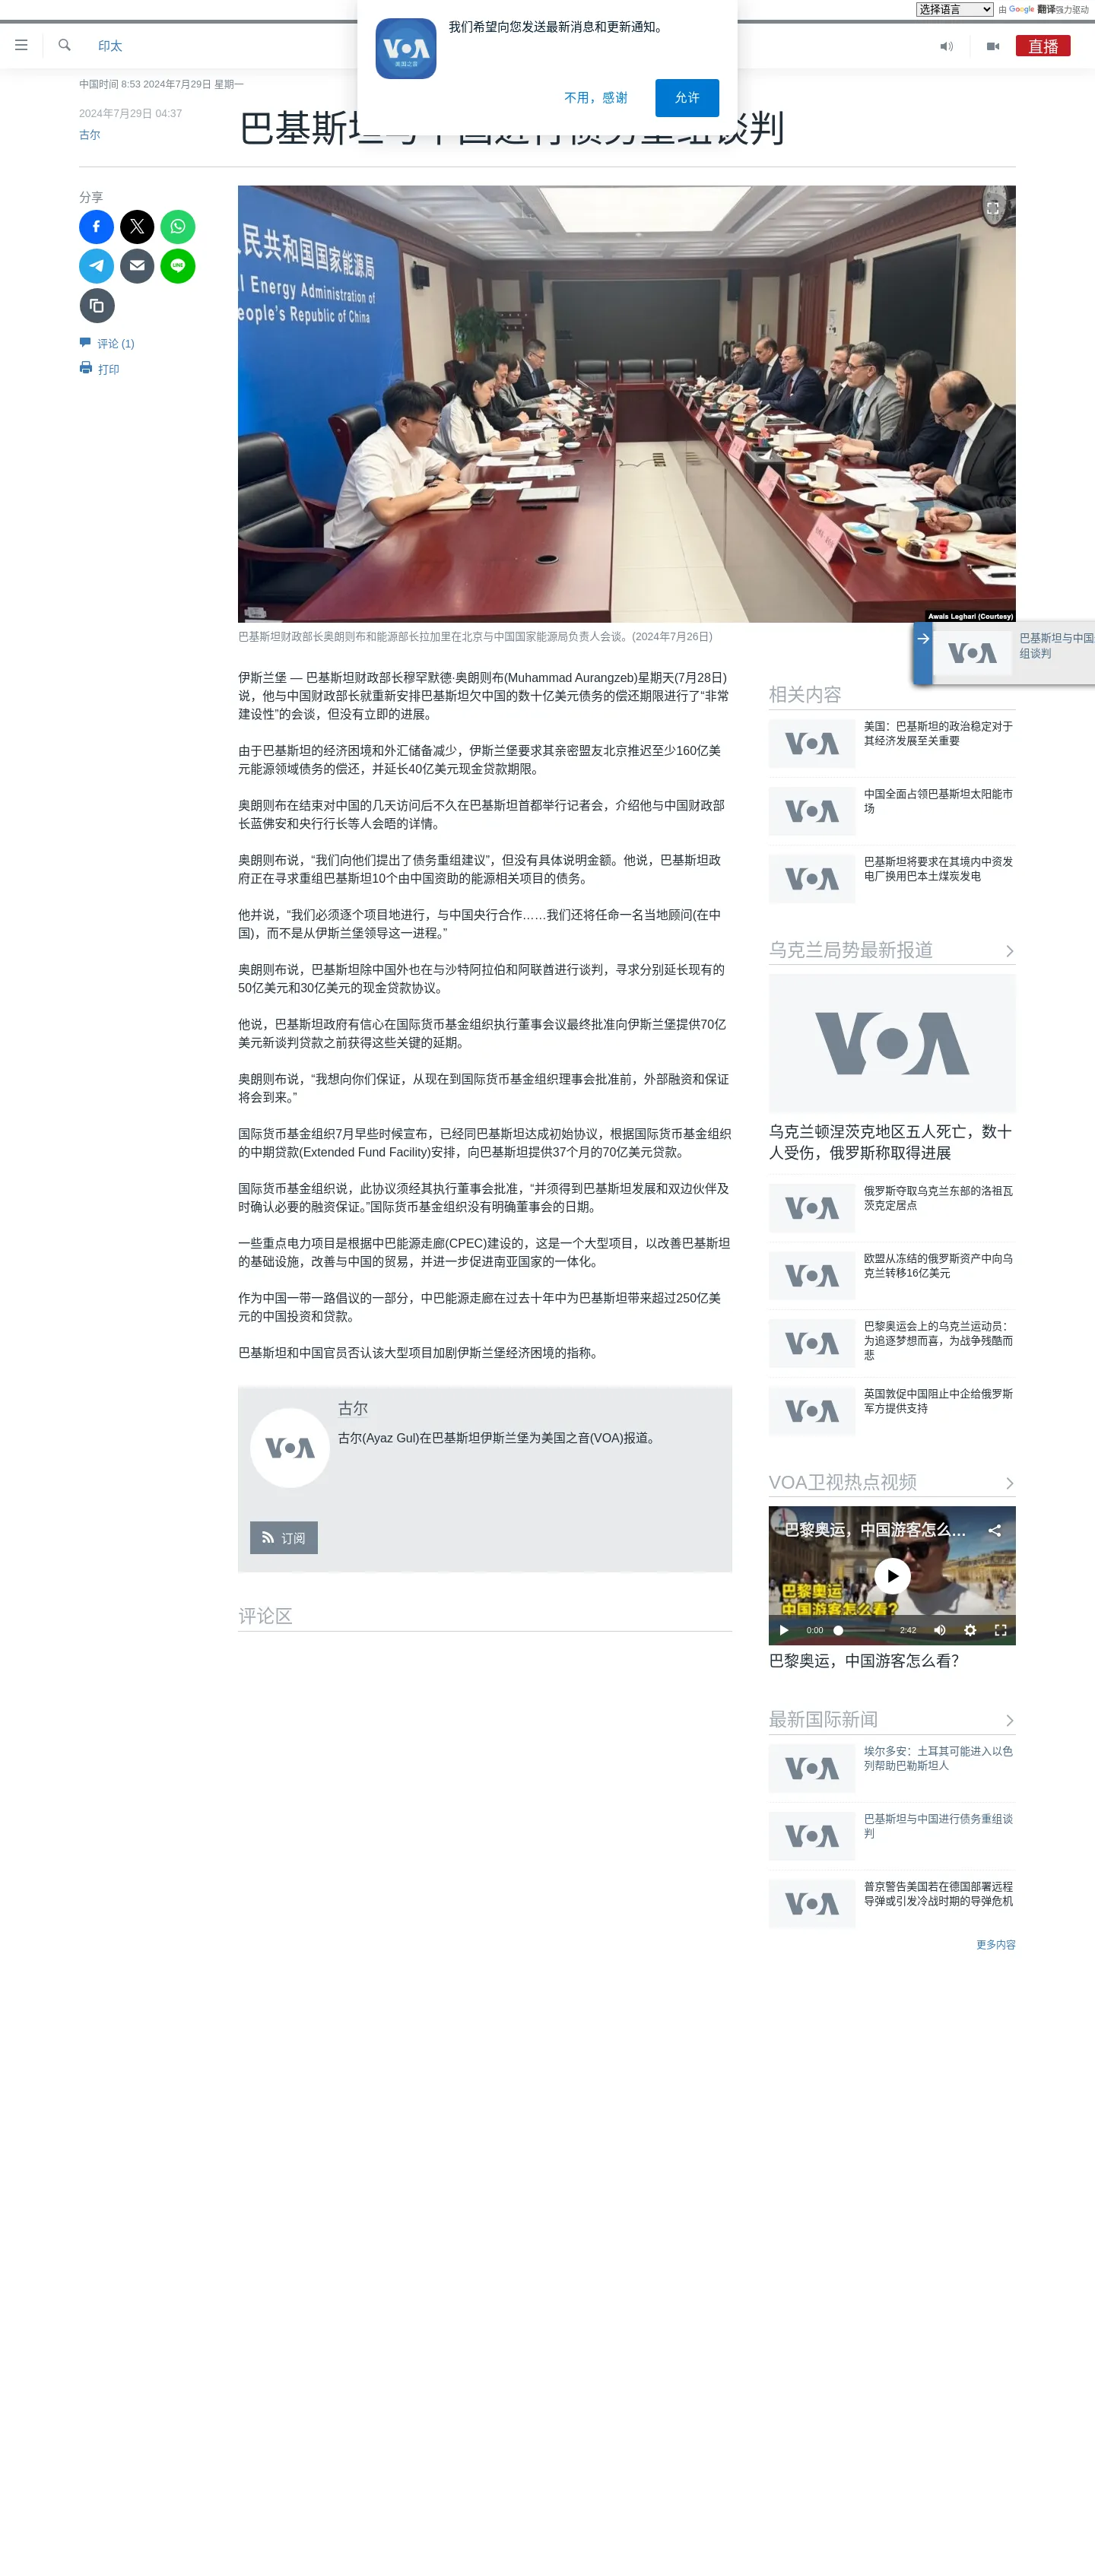 选择语言
由 Google 翻译强力驱动
印太
直播
我们希望向您发送最新消息和更新通知。
VOA
美国之音
不用，感谢
允许
中国时间 8:53 2024年7月29日 星期一
2024年7月29日 04:37
古尔
巴基斯坦与中国进行债务重组谈判
分享
评论 (1)
打印
民共和国国家能源局
l Energy Administration of
eople's Republic of China
Awais Leghari (Courtesy)
巴基斯坦财政部长奥朗则布和能源部长拉加里在北京与中国国家能源局负责人会谈。(2024年7月26日)
VOA
巴基斯坦与中国
组谈判
伊斯兰堡 — 巴基斯坦财政部长穆罕默德·奥朗则布(Muhammad Aurangzeb)星期天(7月28日)
说，他与中国财政部长就重新安排巴基斯坦欠中国的数十亿美元债务的偿还期限进行了“非常
建设性”的会谈，但没有立即的进展。
由于巴基斯坦的经济困境和外汇储备减少，伊斯兰堡要求其亲密盟友北京推迟至少160亿美
元能源领域债务的偿还，并延长40亿美元现金贷款期限。
奥朗则布在结束对中国的几天访问后不久在巴基斯坦首都举行记者会，介绍他与中国财政部
长蓝佛安和央行行长等人会晤的详情。
奥朗则布说，“我们向他们提出了债务重组建议”，但没有具体说明金额。他说，巴基斯坦政
府正在寻求重组巴基斯坦10个由中国资助的能源相关项目的债务。
他并说，“我们必须逐个项目地进行，与中国央行合作……我们还将任命一名当地顾问(在中
国)，而不是从伊斯兰堡领导这一进程。”
奥朗则布说，巴基斯坦除中国外也在与沙特阿拉伯和阿联酋进行谈判，寻求分别延长现有的
50亿美元和30亿美元的现金贷款协议。
他说，巴基斯坦政府有信心在国际货币基金组织执行董事会议最终批准向伊斯兰堡提供70亿
美元新谈判贷款之前获得这些关键的延期。
奥朗则布说，“我想向你们保证，从现在到国际货币基金组织理事会批准前，外部融资和保证
将会到来。”
国际货币基金组织7月早些时候宣布，已经同巴基斯坦达成初始协议，根据国际货币基金组织
的中期贷款(Extended Fund Facility)安排，向巴基斯坦提供37个月的70亿美元贷款。
国际货币基金组织说，此协议须经其执行董事会批准，“并须得到巴基斯坦发展和双边伙伴及
时确认必要的融资保证。”国际货币基金组织没有明确董事会的日期。
一些重点电力项目是根据中巴能源走廊(CPEC)建设的，这是一个大型项目，以改善巴基斯坦
的基础设施，改善与中国的贸易，并进一步促进南亚国家的一体化。
作为中国一带一路倡议的一部分，中巴能源走廊在过去十年中为巴基斯坦带来超过250亿美
元的中国投资和贷款。
巴基斯坦和中国官员否认该大型项目加剧伊斯兰堡经济困境的指称。
VOA
古尔
古尔(Ayaz Gul)在巴基斯坦伊斯兰堡为美国之音(VOA)报道。
订阅
评论区
相关内容
VOA
美国：巴基斯坦的政治稳定对于
其经济发展至关重要
VOA
中国全面占领巴基斯坦太阳能市
场
VOA
巴基斯坦将要求在其境内中资发
电厂换用巴本土煤炭发电
乌克兰局势最新报道
VOA
乌克兰顿涅茨克地区五人死亡，数十
人受伤，俄罗斯称取得进展
VOA
俄罗斯夺取乌克兰东部的洛祖瓦
茨克定居点
VOA
欧盟从冻结的俄罗斯资产中向乌
克兰转移16亿美元
VOA
巴黎奥运会上的乌克兰运动员：
为追逐梦想而喜，为战争残酷而
悲
VOA
英国敦促中国阻止中企给俄罗斯
军方提供支持
VOA卫视热点视频
巴黎奥运，中国游客怎么...
巴黎奥运
中国游客怎么看?
0:00
2:42
巴黎奥运，中国游客怎么看？
最新国际新闻
VOA
埃尔多安：土耳其可能进入以色
列帮助巴勒斯坦人
VOA
巴基斯坦与中国进行债务重组谈
判
VOA
普京警告美国若在德国部署远程
导弹或引发冷战时期的导弹危机
更多内容